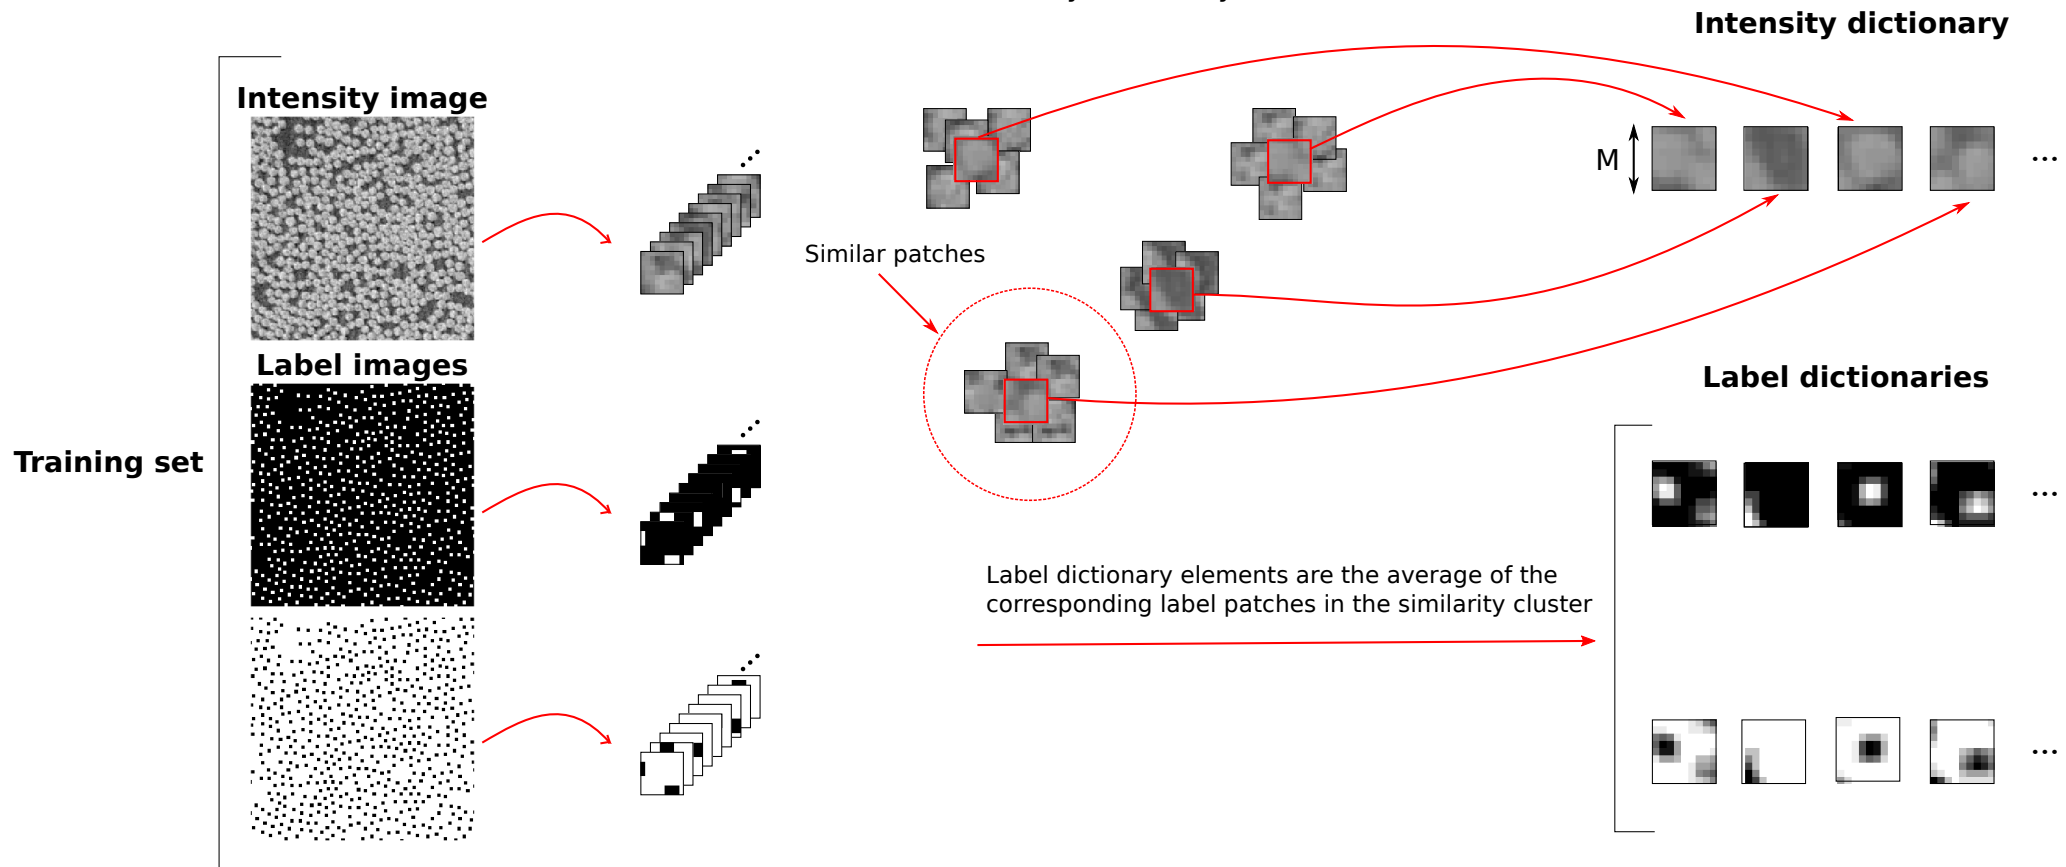 Intensity dictionary
Intensity image
M
...
Similar patches
Label images
Label dictionaries
Training set
...
Label dictionary elements are the average of the
corresponding label patches in the similarity cluster
...